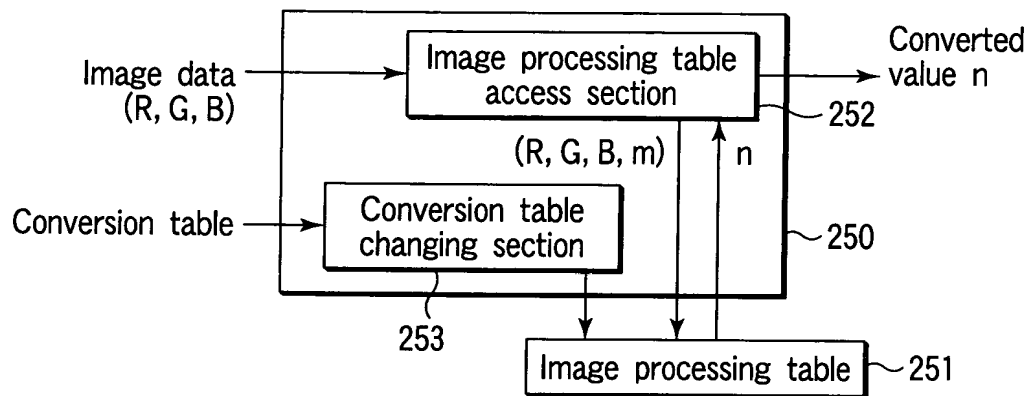 Image data
(R, G, B)
Image processing table
access section
Converted
value n
252
(R, G, B, m)
n
Conversion table
Conversion table
changing section
250
253
Image processing table
251